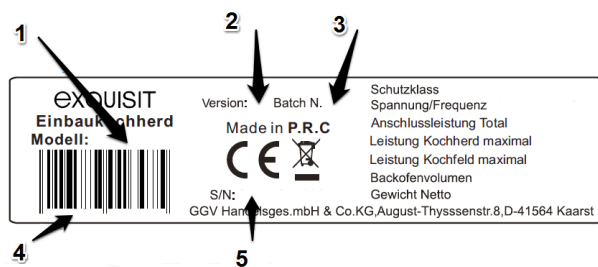 1
2
3
exquisit
Einbaukochherd
Modell:
Version: Batch N.
Made in P.R.C
CE
S/N:
Schutzklass
Spannung/Frequenz
Anschlussleistung Total
Leistung Kochherd maximal
Leistung Kochfeld maximal
Backofenvolumen
Gewicht Netto
GGV Handelsges.mbH & Co.KG,August-Thysssenstr.8,D-41564 Kaarst
4
5